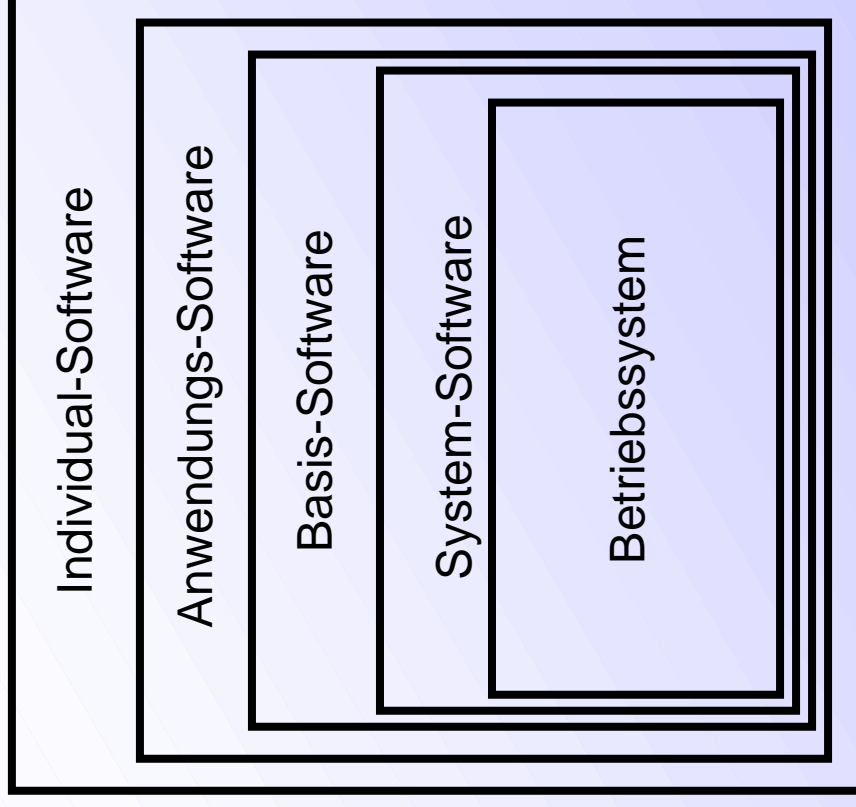 Individual-Software
Anwendungs-Software
Basis-Software
System-Software
Betriebssystem